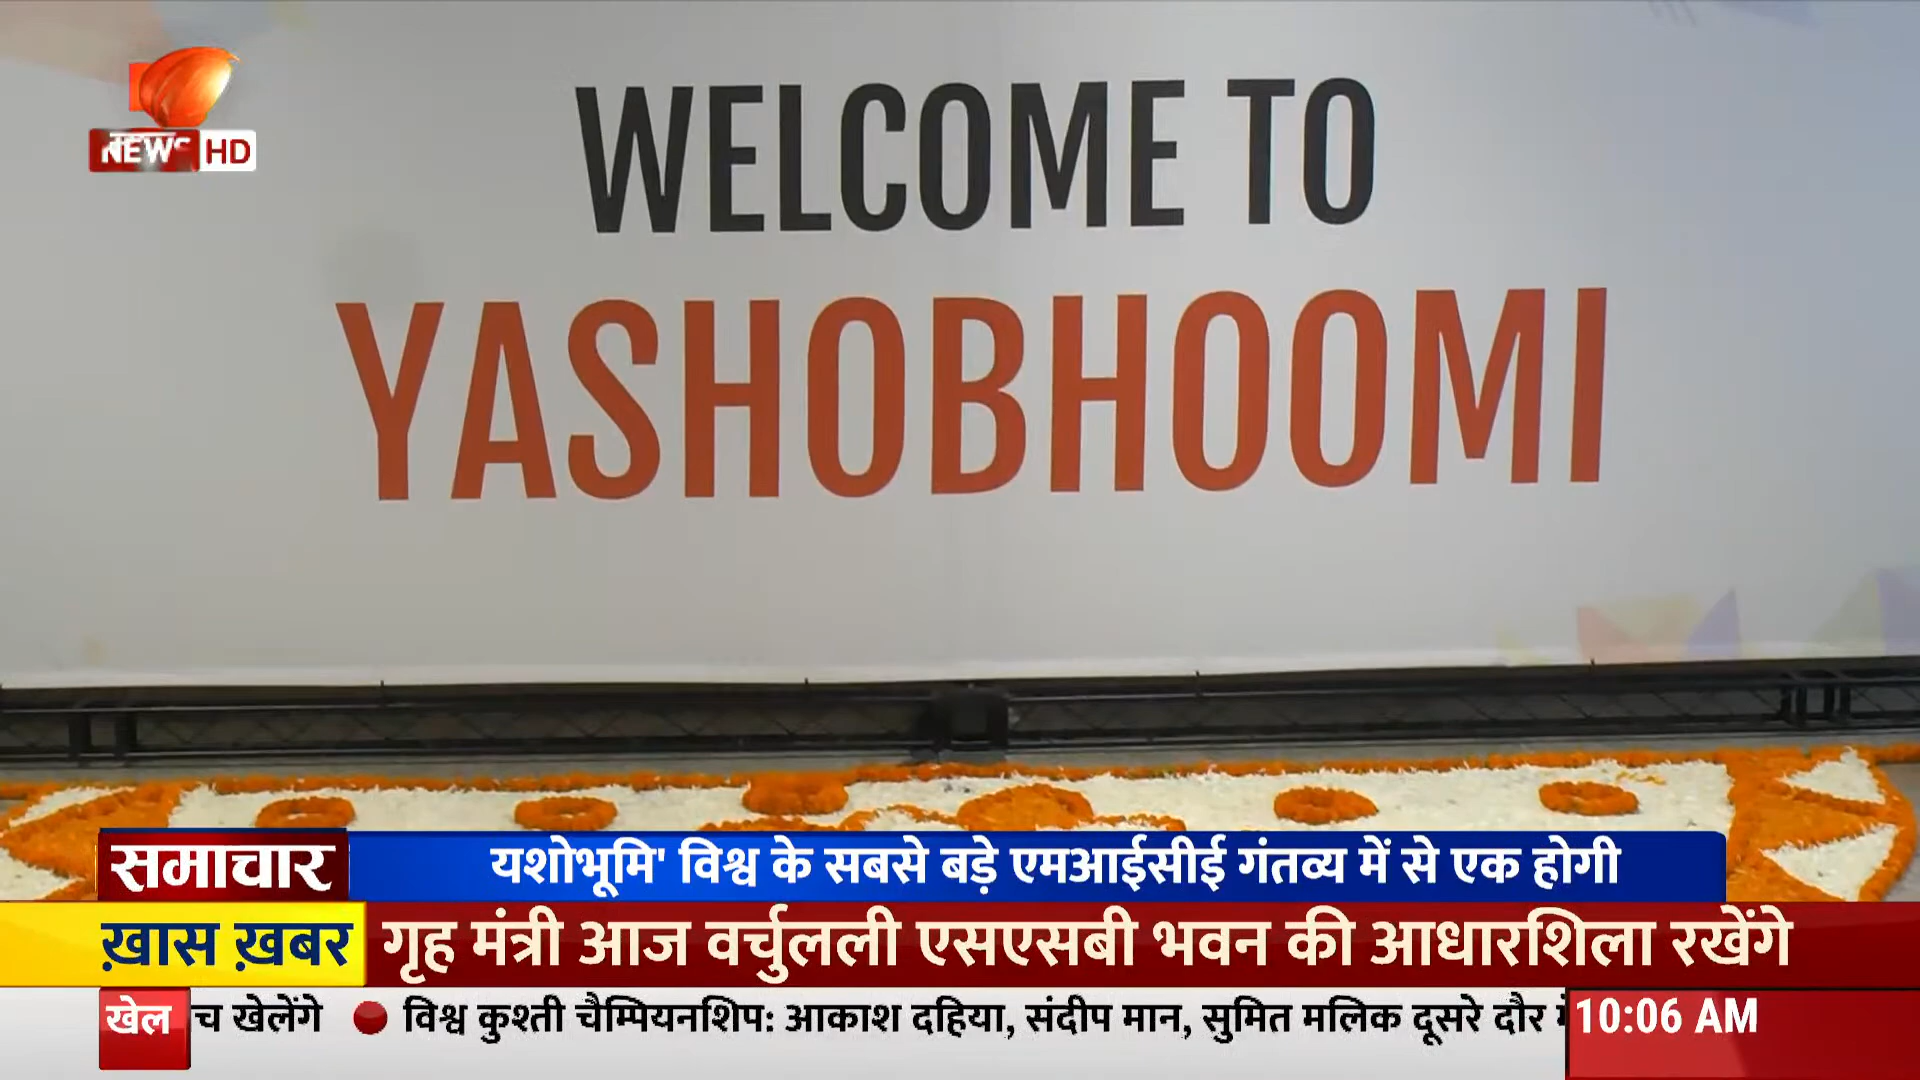 NEWS HD
WELCOME TO
YASHOBHOOMI
समाचार
यशोभूमि' विश्व के सबसे बड़े एमआईसीई गंतव्य में से एक होगी
ख़ास ख़बर
गृह मंत्री आज वर्चुलली एसएसबी भवन की आधारशिला रखेंगे
खेल
च खेलेंगे ● विश्व कुश्ती चैम्पियनशिप: आकाश दहिया, संदीप मान, सुमित मलिक दूसरे दौर
10:06 AM